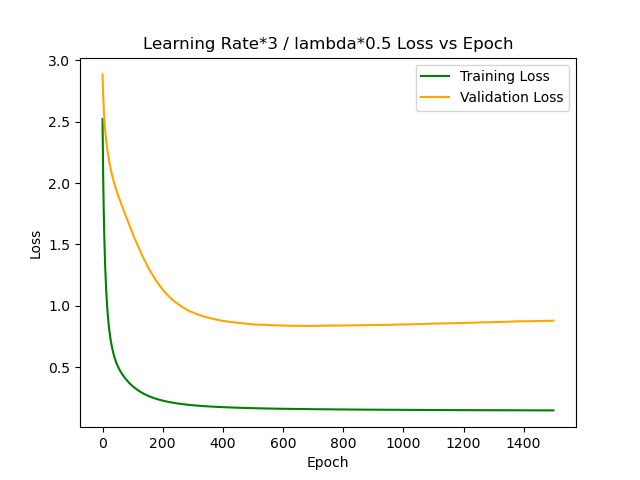 Learning Rate*3 / lambda*0.5 Loss vs Epoch
Training Loss
Validation Loss
Loss
3.0
2.5
2.0
1.5
1.0
0.5
0 200 400 600 800 1000 1200 1400
Epoch